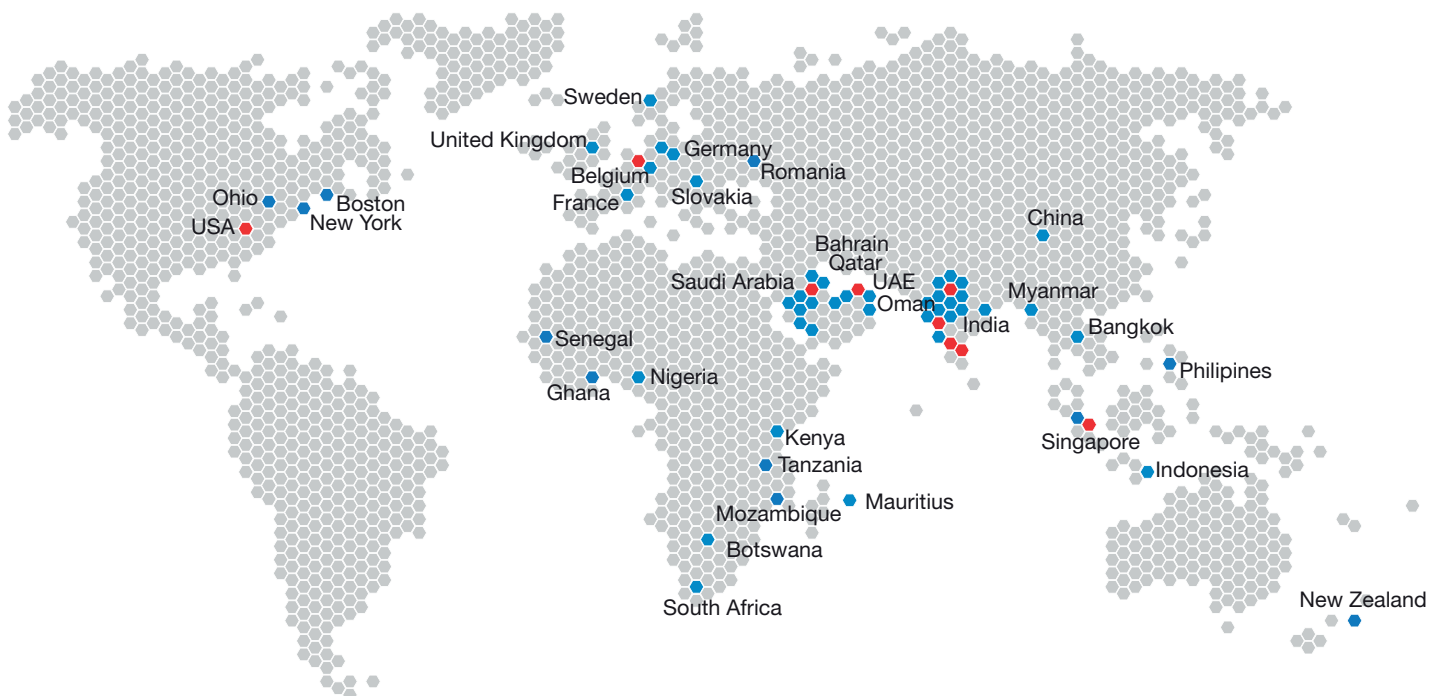 Sweden
United Kingdom
Germany
Belgium
Romania
France
Slovakia
Ohio
Boston
New York
USA
China
Bahrain
Qatar
Saudi Arabia
UAE
Oman
Myanmar
India
Bangkok
Senegal
Philipines
Ghana
Nigeria
Kenya
Singapore
Tanzania
Indonesia
Mozambique
Mauritius
Botswana
South Africa
New Zealand